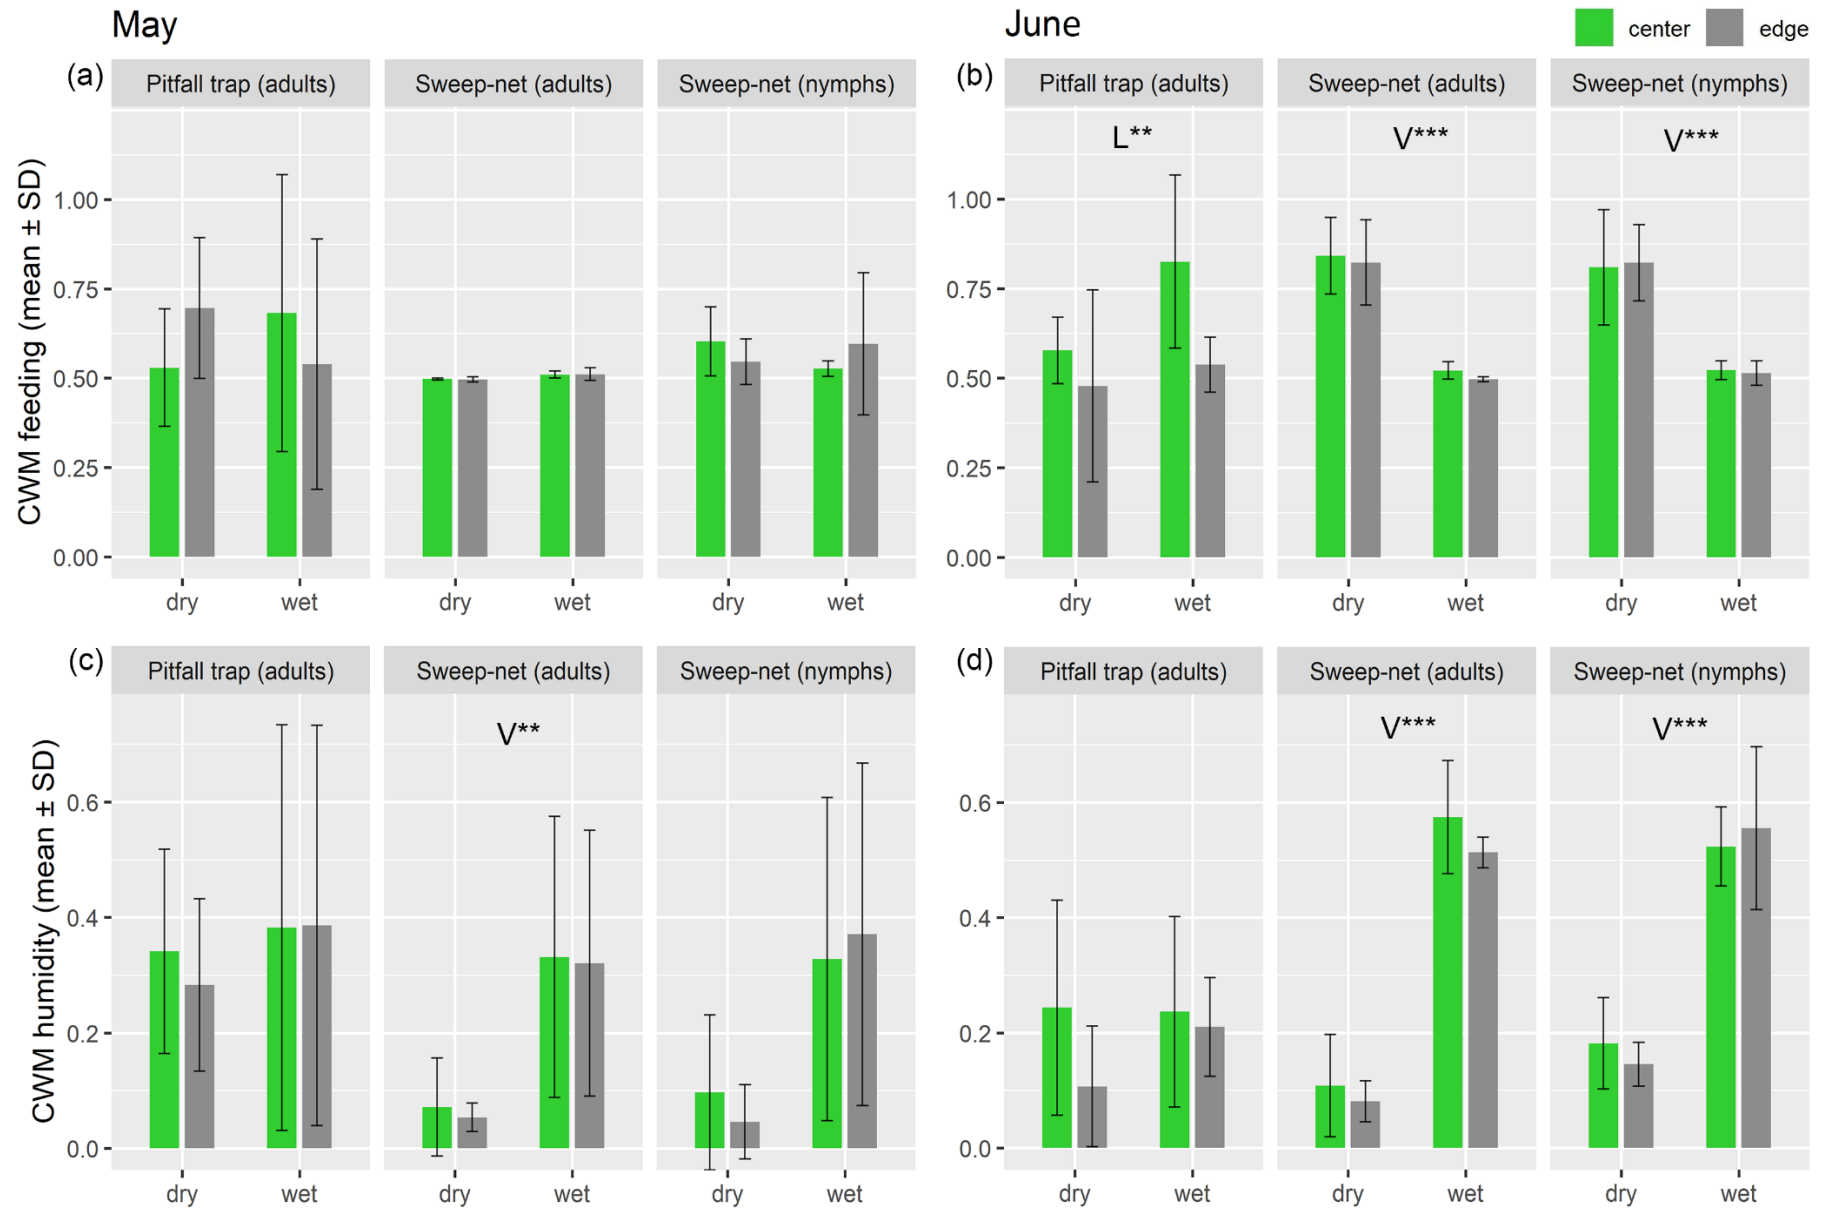 May
June
center
edge
(a)
Pitfall trap (adults)
Sweep-net (adults)
Sweep-net (nymphs)
CWM feeding (mean ± SD)
1.00
0.75
0.50
0.25
0.00
dry
wet
dry
wet
dry
wet
(b)
Pitfall trap (adults)
Sweep-net (adults)
Sweep-net (nymphs)
L**
V***
V***
1.00
0.75
0.50
0.25
0.00
dry
wet
dry
wet
dry
wet
(c)
Pitfall trap (adults)
Sweep-net (adults)
Sweep-net (nymphs)
V**
CWM humidity (mean ± SD)
0.6
0.4
0.2
0.0
dry
wet
dry
wet
dry
wet
(d)
Pitfall trap (adults)
Sweep-net (adults)
Sweep-net (nymphs)
V***
V***
0.6
0.4
0.2
0.0
dry
wet
dry
wet
dry
wet